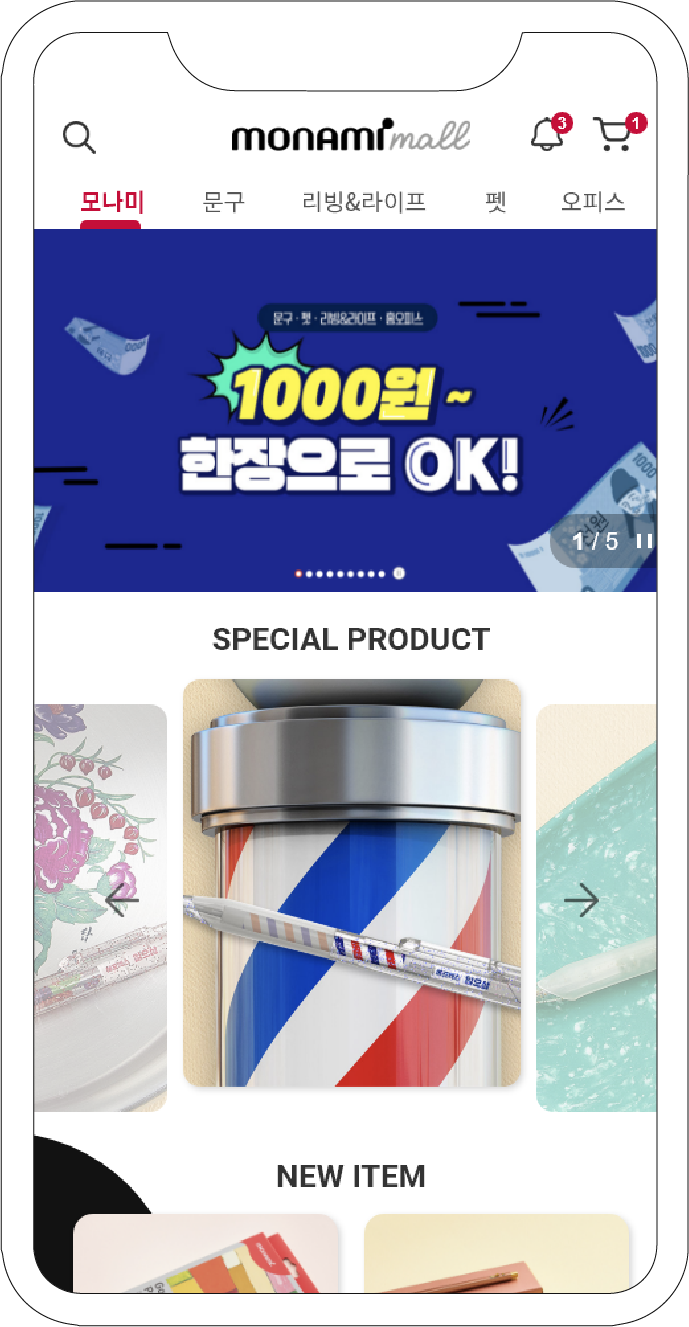 monami mall
3
1
모나미
문구
리빙&라이프
펫
오피스
문구 · 펫 · 리빙&라이프 · 홈오피스
1000원 ~
한장으로 OK!
1000
1 / 5
SPECIAL PRODUCT
NEW ITEM